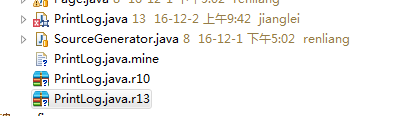 Page.java 8 16-12-1 下午5:02 renliang
PrintLog.java 13 16-12-2 上午9:42 jianglei
SourceGenerator.java 8 16-12-1 下午5:02 renliang
PrintLog.java.mine
PrintLog.java.r10
PrintLog.java.r13